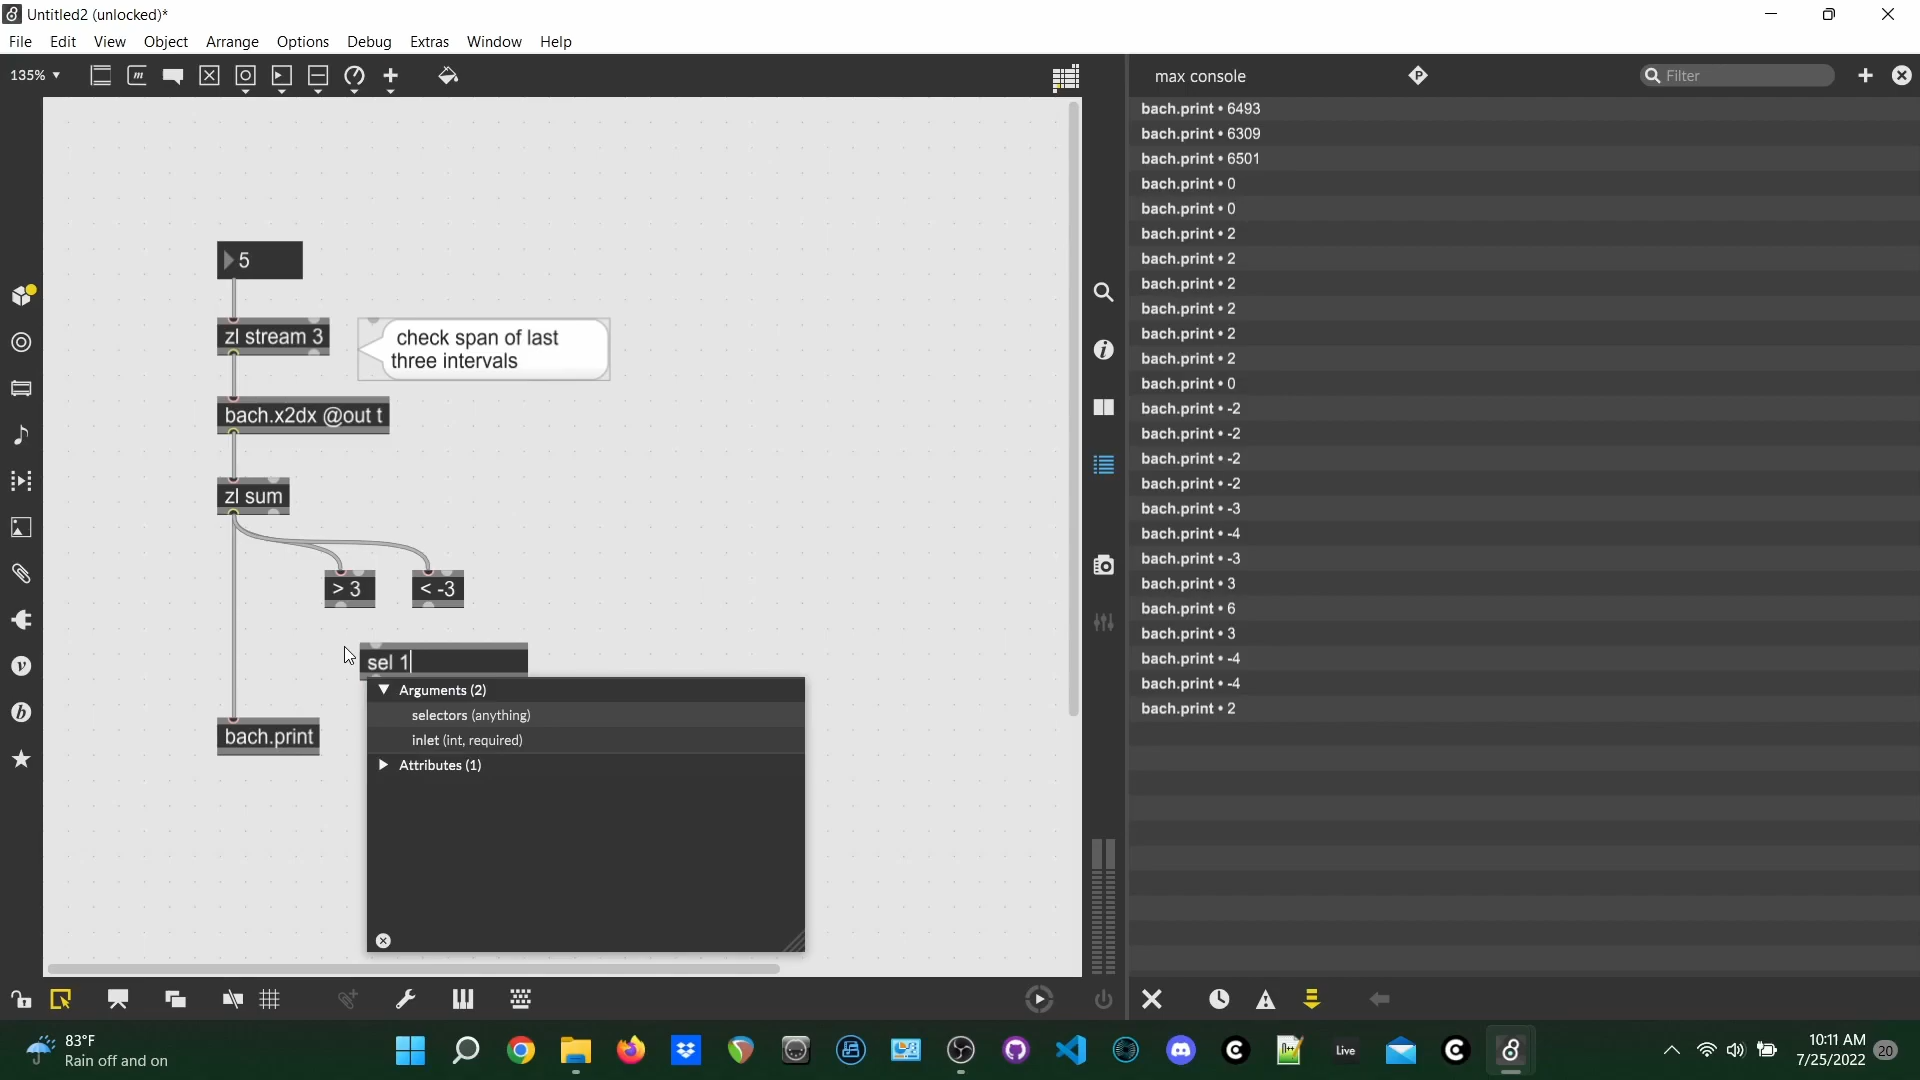 Untitled2 (unlocked)*
File Edit View Object Arrange Options Debug Extras Window Help
135%
max console
Filter
5
zl stream 3
check span of last
three intervals
bach.x2dx @out t
zl sum
> 3
< -3
sel 1
Arguments (2)
selectors (anything)
inlet (int, required)
Attributes (1)
bach.print
bach.print • 6493
bach.print • 6309
bach.print • 6501
bach.print • 0
bach.print • 0
bach.print • 2
bach.print • 2
bach.print • 2
bach.print • 2
bach.print • 2
bach.print • 2
bach.print • 0
bach.print • -2
bach.print • -2
bach.print • -2
bach.print • -2
bach.print • -3
bach.print • -4
bach.print • -3
bach.print • 3
bach.print • 6
bach.print • 3
bach.print • -4
bach.print • -4
bach.print • 2
83°F
Rain off and on
Live
10:11 AM
7/25/2022
20